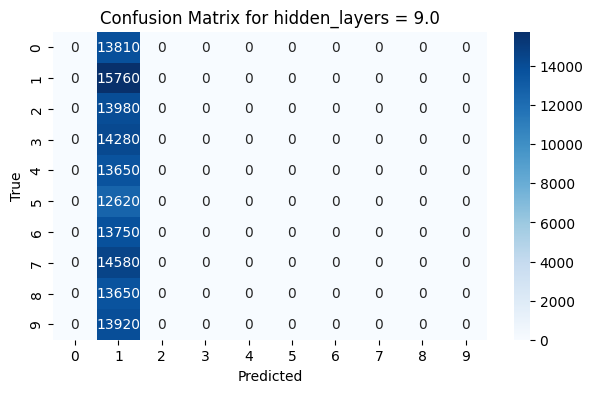 Confusion Matrix for hidden_layers = 9.0
0 0 13810 0 0 0 0 0 0 0 0
1 0 15760 0 0 0 0 0 0 0 0
2 0 13980 0 0 0 0 0 0 0 0
3 0 14280 0 0 0 0 0 0 0 0
4 0 13650 0 0 0 0 0 0 0 0
5 0 12620 0 0 0 0 0 0 0 0
6 0 13750 0 0 0 0 0 0 0 0
7 0 14580 0 0 0 0 0 0 0 0
8 0 13650 0 0 0 0 0 0 0 0
9 0 13920 0 0 0 0 0 0 0 0
0 1 2 3 4 5 6 7 8 9
Predicted
True
14000
12000
10000
8000
6000
4000
2000
0